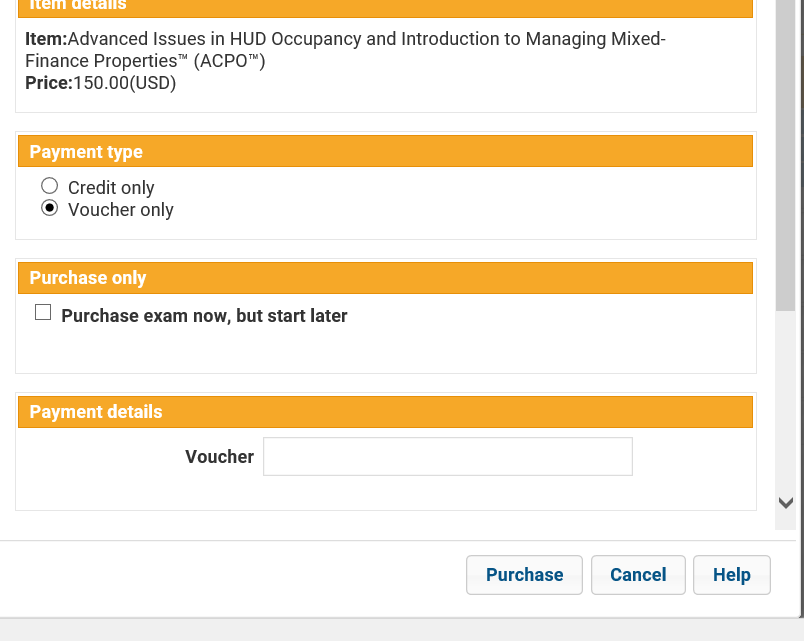 Item details
Item:Advanced Issues in HUD Occupancy and Introduction to Managing Mixed-
Finance Properties™ (ACPO™)
Price:150.00(USD)
Payment type
Credit only
Voucher only
Purchase only
Purchase exam now, but start later
Payment details
Voucher
Purchase Cancel Help